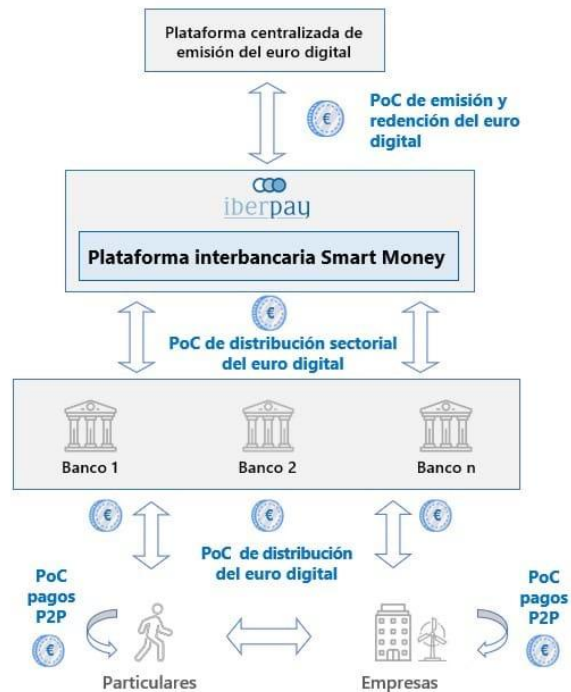 Plataforma centralizada de
emisión del euro digital
PoC de emisión y
redención del euro
digital
iberpay
Plataforma interbancaria Smart Money
PoC de distribución sectorial
del euro digital
Banco 1
Banco 2
Banco n
PoC de distribución
del euro digital
PoC
pagos
P2P
PoC
pagos
P2P
Particulares
Empresas